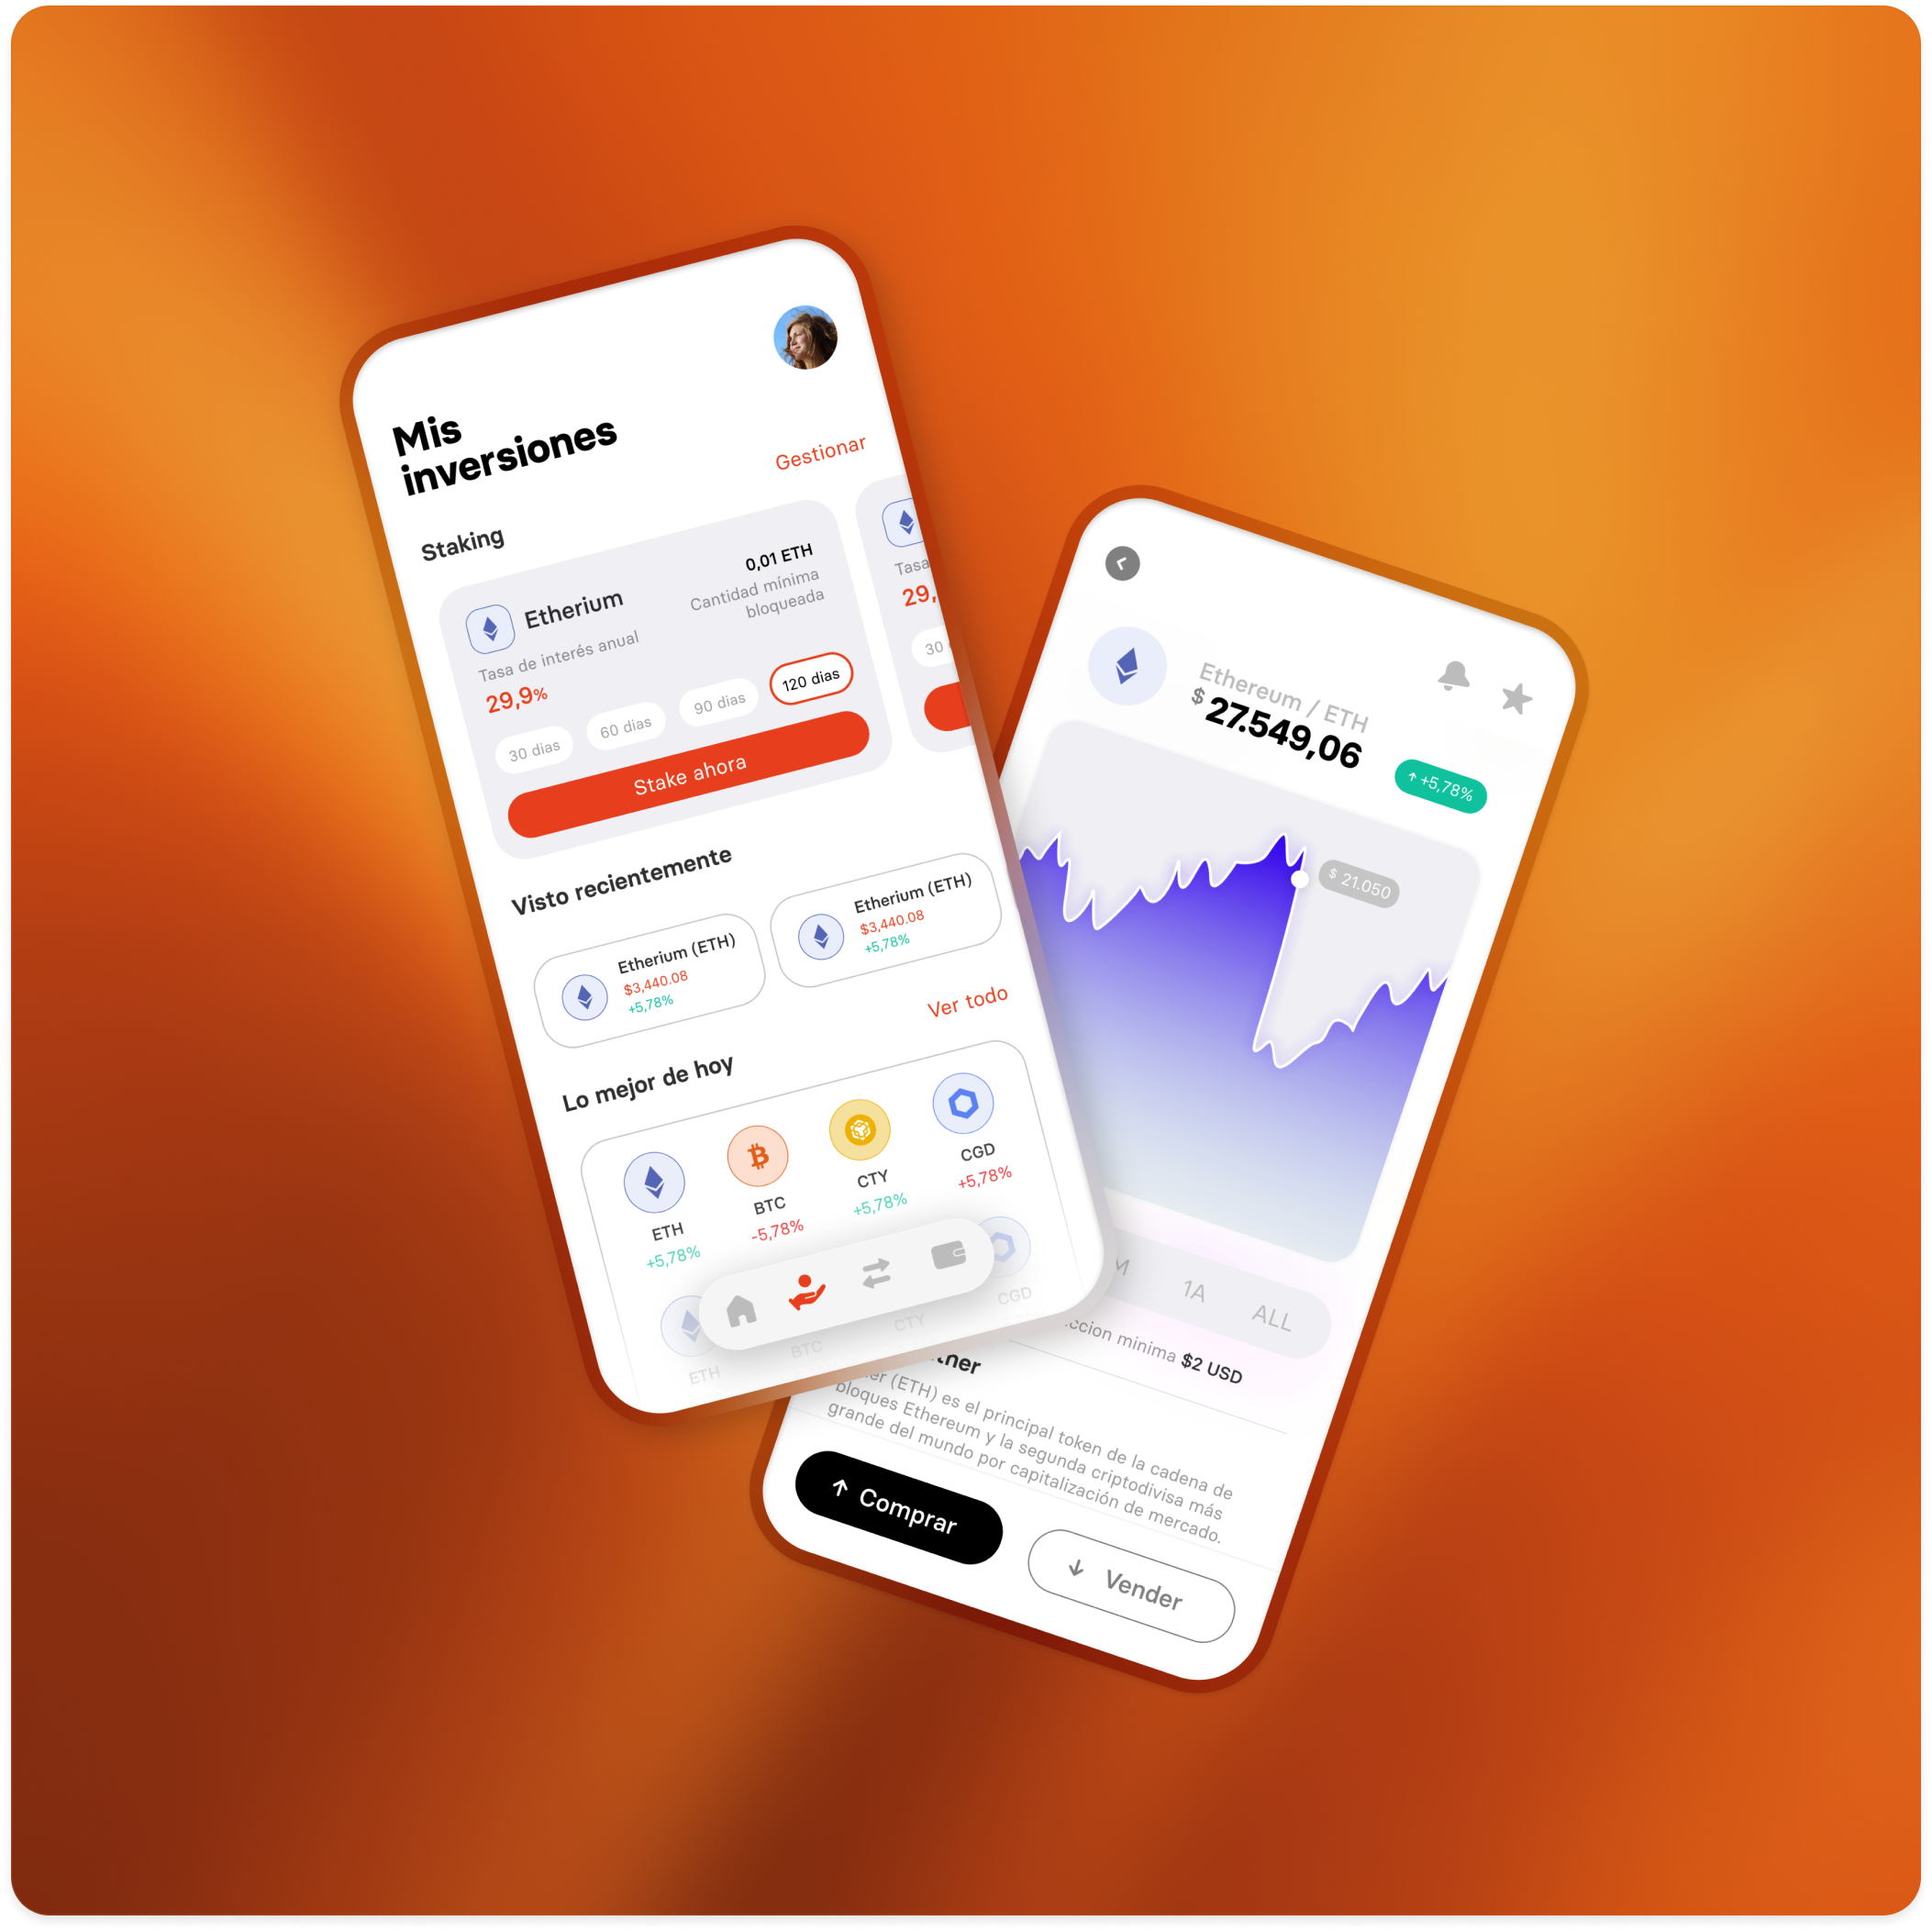 Mis
inversiones
Gestionar
Staking
Etherium
0,01 ETH
Cantidad mínima
bloqueada
Tasa de interés anual
29,9%
30 dias
60 dias
90 dias
120 dias
Stake ahora
Tasa
29,
30
Visto recientemente
Etherium (ETH)
$3,440.08
+5,78%
Etherium (ETH)
$3,440.08
+5,78%
Ver todo
Lo mejor de hoy
ETH
+5,78%
BTC
-5,78%
CTY
+5,78%
CGD
+5,78%
ETH
BTC
CTY
CGD
Ethereum / ETH
$ 27.549,06
+5,78%
$ 21.050
1A
ALL
ccion minima $2 USD
(ETH) es el principal token de la cadena de
bloques Ethereum y la segunda criptodivisa más
grande del mundo por capitalización de mercado.
Comprar
Vender